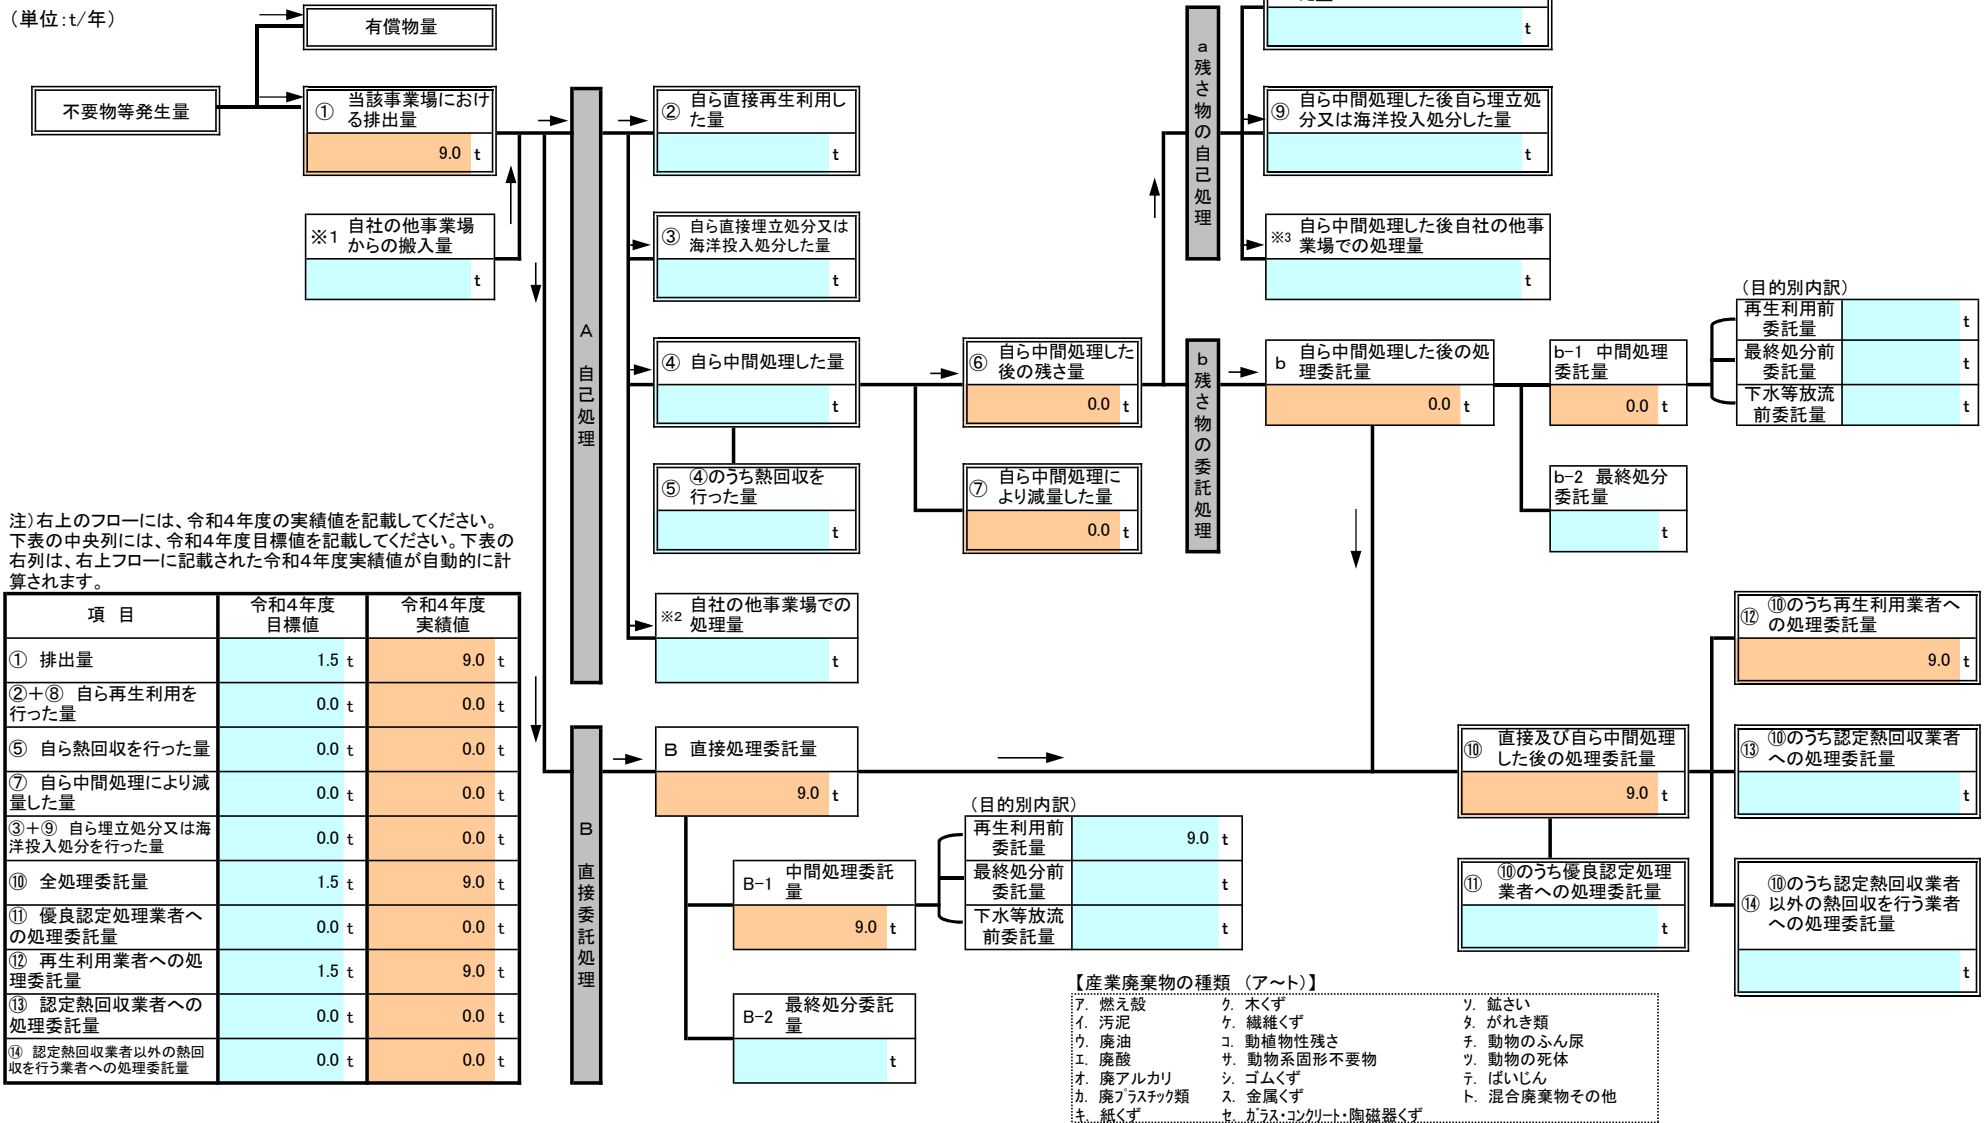 （単位：t/年）
有償物量
不要物等発生量
① 当該事業場におけ
る排出量
9.0 t
※1 自社の他事業場
からの搬入量
t
A 自己処理
② 自ら直接再生利用し
た量
t
③ 自ら直接埋立処分又は
海洋投入処分した量
t
④ 自ら中間処理した量
t
⑤ ④のうち熱回収を
行った量
t
※2 自社の他事業場での
処理量
t
⑥ 自ら中間処理した
後の残さ量
0.0 t
⑦ 自ら中間処理に
より減量した量
0.0 t
a 残さ物の自己処理
t
⑨ 自ら中間処理した後自ら埋立処
分又は海洋投入処分した量
t
※3 自ら中間処理した後自社の他事
業場での処理量
t
b 残さ物の委託処理
b 自ら中間処理した後の処
理委託量
0.0 t
b-1 中間処理
委託量
0.0 t
b-2 最終処分
委託量
t
（目的別内訳）
再生利用前
委託量 t
最終処分前
委託量 t
下水等放流
前委託量 t
注）右上のフローには、令和4年度の実績値を記載してください。
下表の中央列には、令和4年度目標値を記載してください。下表の
右列は、右上フローに記載された令和4年度実績値が自動的に計
算されます。
項 目 令和4年度 令和4年度
目標値 実績値
① 排出量 1.5 t 9.0 t
②＋⑧ 自ら再生利用を
行った量 0.0 t 0.0 t
⑤ 自ら熱回収を行った量 0.0 t 0.0 t
⑦ 自ら中間処理により減
量した量 0.0 t 0.0 t
③＋⑨ 自ら埋立処分又は海
洋投入処分を行った量 0.0 t 0.0 t
⑩ 全処理委託量 1.5 t 9.0 t
⑪ 優良認定処理業者へ
の処理委託量 0.0 t 0.0 t
⑫ 再生利用業者への処
理委託量 1.5 t 9.0 t
⑬ 認定熱回収業者への
処理委託量 0.0 t 0.0 t
⑭ 認定熱回収業者以外の熱回
収を行う業者への処理委託量 0.0 t 0.0 t
B 直接委託処理
B 直接処理委託量
9.0 t
B-1 中間処理委託
量
9.0 t
B-2 最終処分委託
量
t
（目的別内訳）
再生利用前
委託量 9.0 t
最終処分前
委託量 t
下水等放流
前委託量 t
⑩ 直接及び自ら中間処理
した後の処理委託量
9.0 t
⑪ ⑩のうち優良認定処理
業者への処理委託量
t
⑫ ⑩のうち再生利用業者へ
の処理委託量
9.0 t
⑬ ⑩のうち認定熱回収業者
への処理委託量
t
⑭ ⑩のうち認定熱回収業者
以外の熱回収を行う業者
への処理委託量
t
【産業廃棄物の種類 （ア～ト）】
ア. 燃え殻 ク. 木くず ソ. 鉱さい
イ. 汚泥 ケ. 繊維くず タ. がれき類
ウ. 廃油 コ. 動植物性残さ チ. 動物のふん尿
エ. 廃酸 サ. 動物系固形不要物 ツ. 動物の死体
オ. 廃アルカリ シ. ゴムくず テ. ばいじん
カ. 廃プラスチック類 ス. 金属くず ト. 混合廃棄物その他
キ. 紙くず セ. ガラス・コンクリート・陶磁器くず